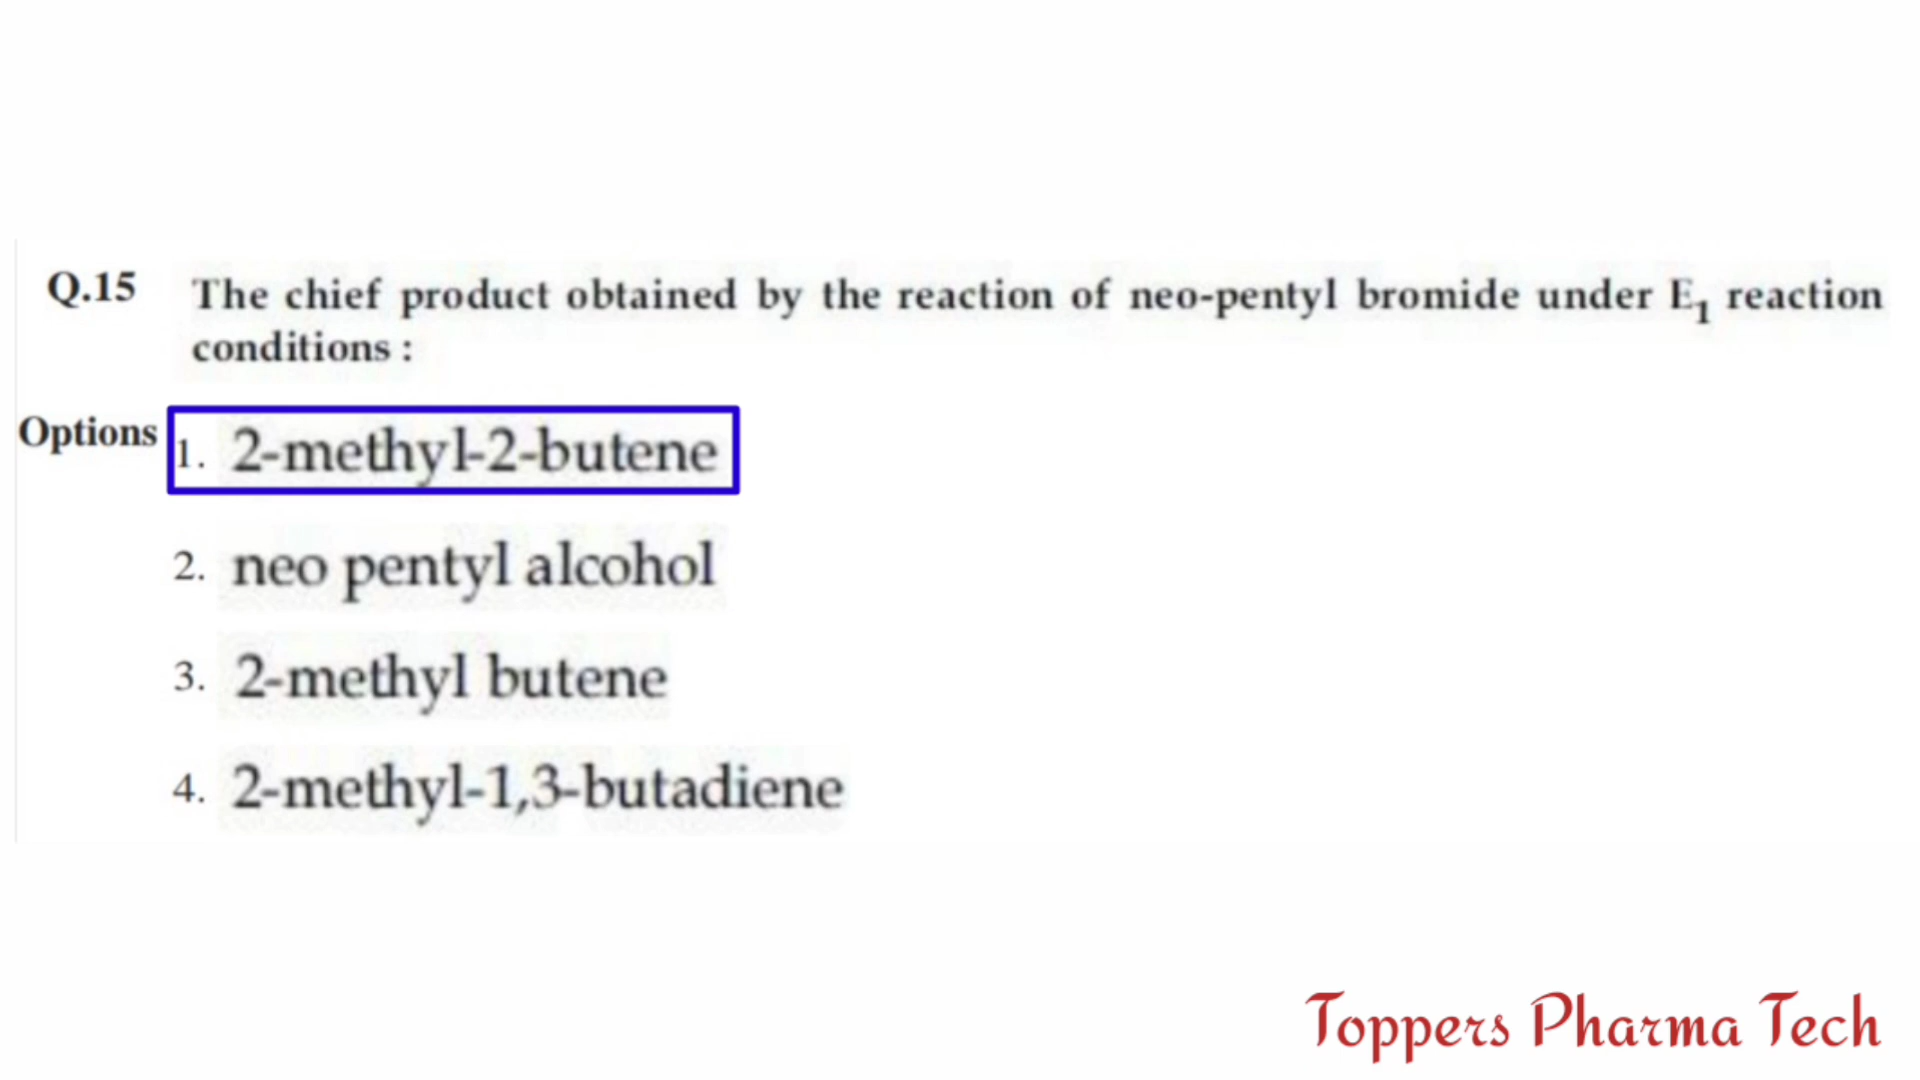 Q.15 The chief product obtained by the reaction of neo-pentyl bromide under E₁ reaction
conditions :
Options 1. 2-methyl-2-butene
2. neo pentyl alcohol
3. 2-methyl butene
4. 2-methyl-1,3-butadiene
Toppers Pharma Tech